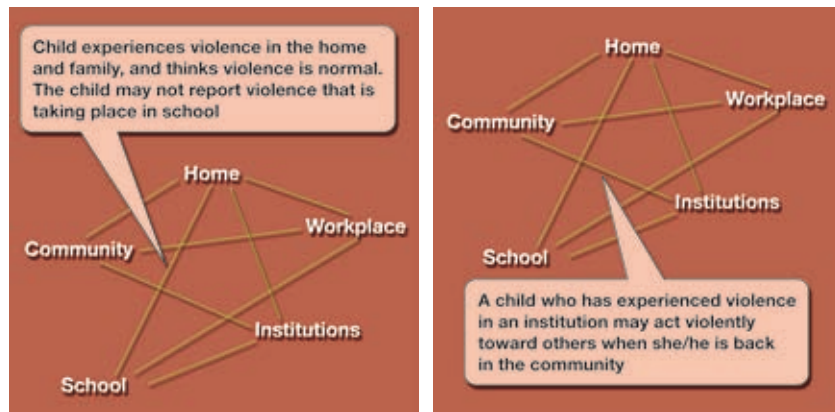 Child experiences violence in the home
and family, and thinks violence is normal.
The child may not report violence that is
taking place in school
Home
Workplace
Community
Institutions
School
Home
Workplace
Community
Institutions
School
A child who has experienced violence
in an institution may act violently
toward others when she/he is back
in the community